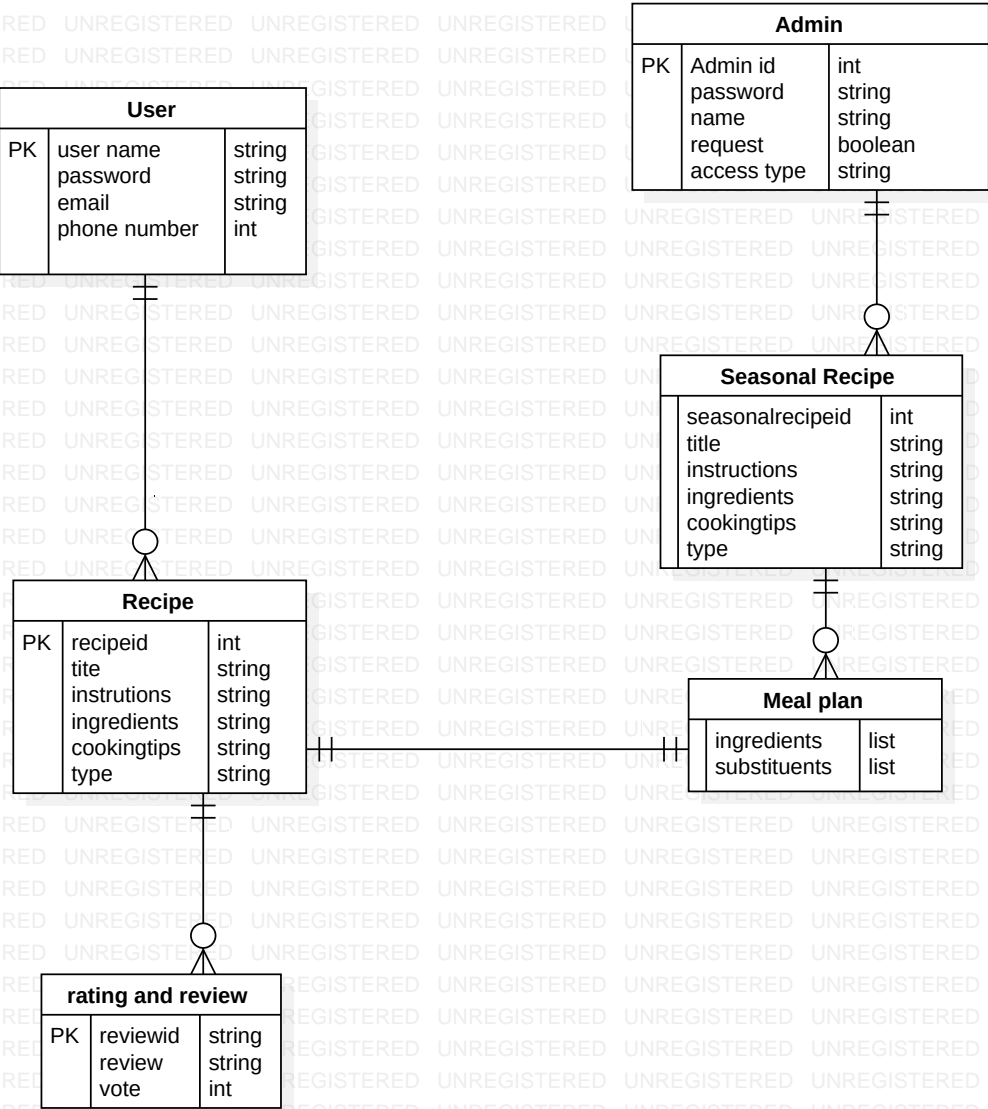 Admin
PK Admin id int
password string
name string
request boolean
access type string
User
PK user name string
password string
email string
phone number int
Seasonal Recipe
seasonalrecipeid int
title string
instructions string
ingredients string
cookingtips string
type string
Recipe
PK recipeid int
tite string
instrutions string
ingredients string
cookingtips string
type string
Meal plan
ingredients list
substituents list
rating and review
PK reviewid string
review string
vote int
UNREGISTERED